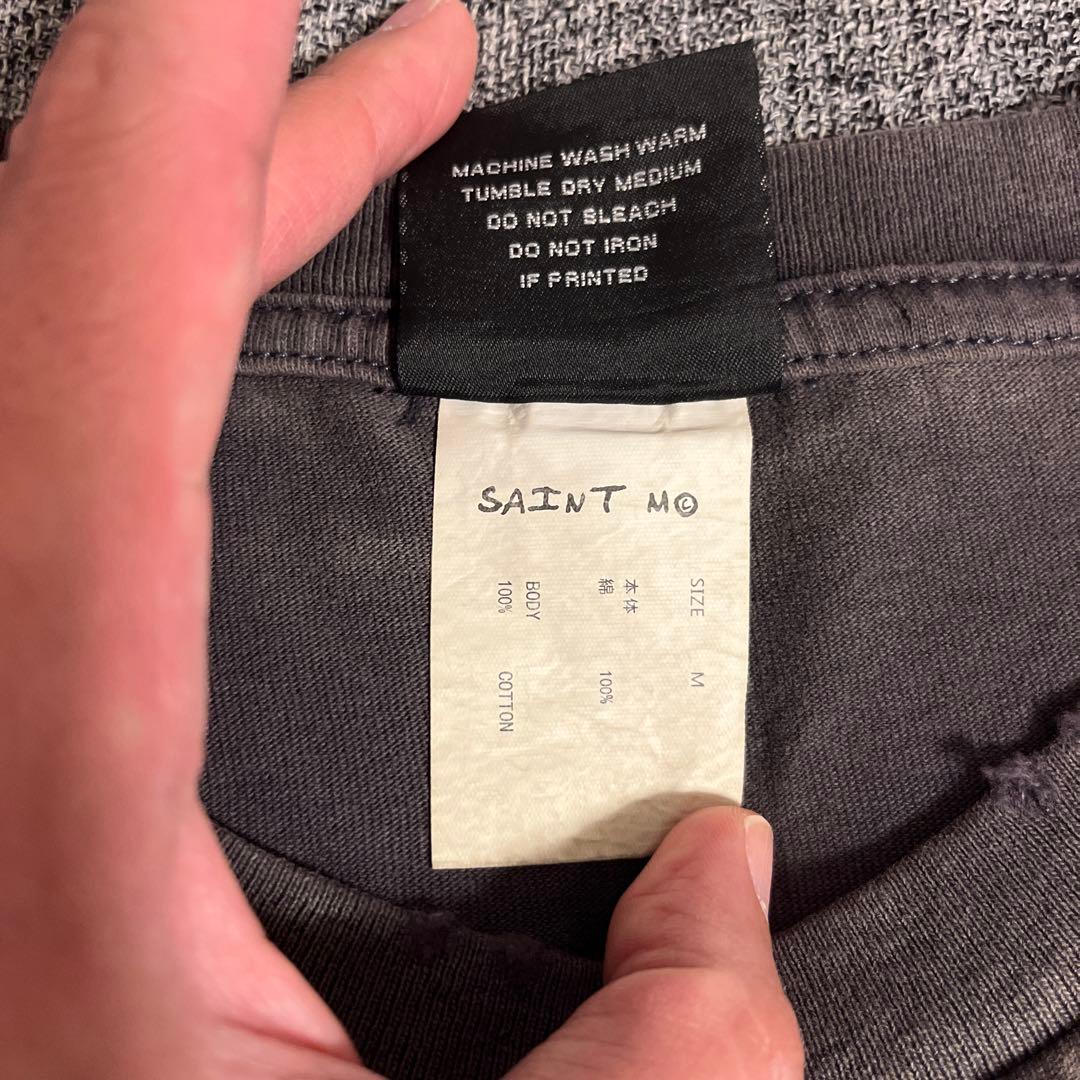 MACHINE WASH WARM
TUMBLE DRY MEDIUM
DO NOT BLEACH
DO NOT IRON
IF PRINTED
SAINT M©
SIZE M
本体
綿 100%
BODY
100% COTTON